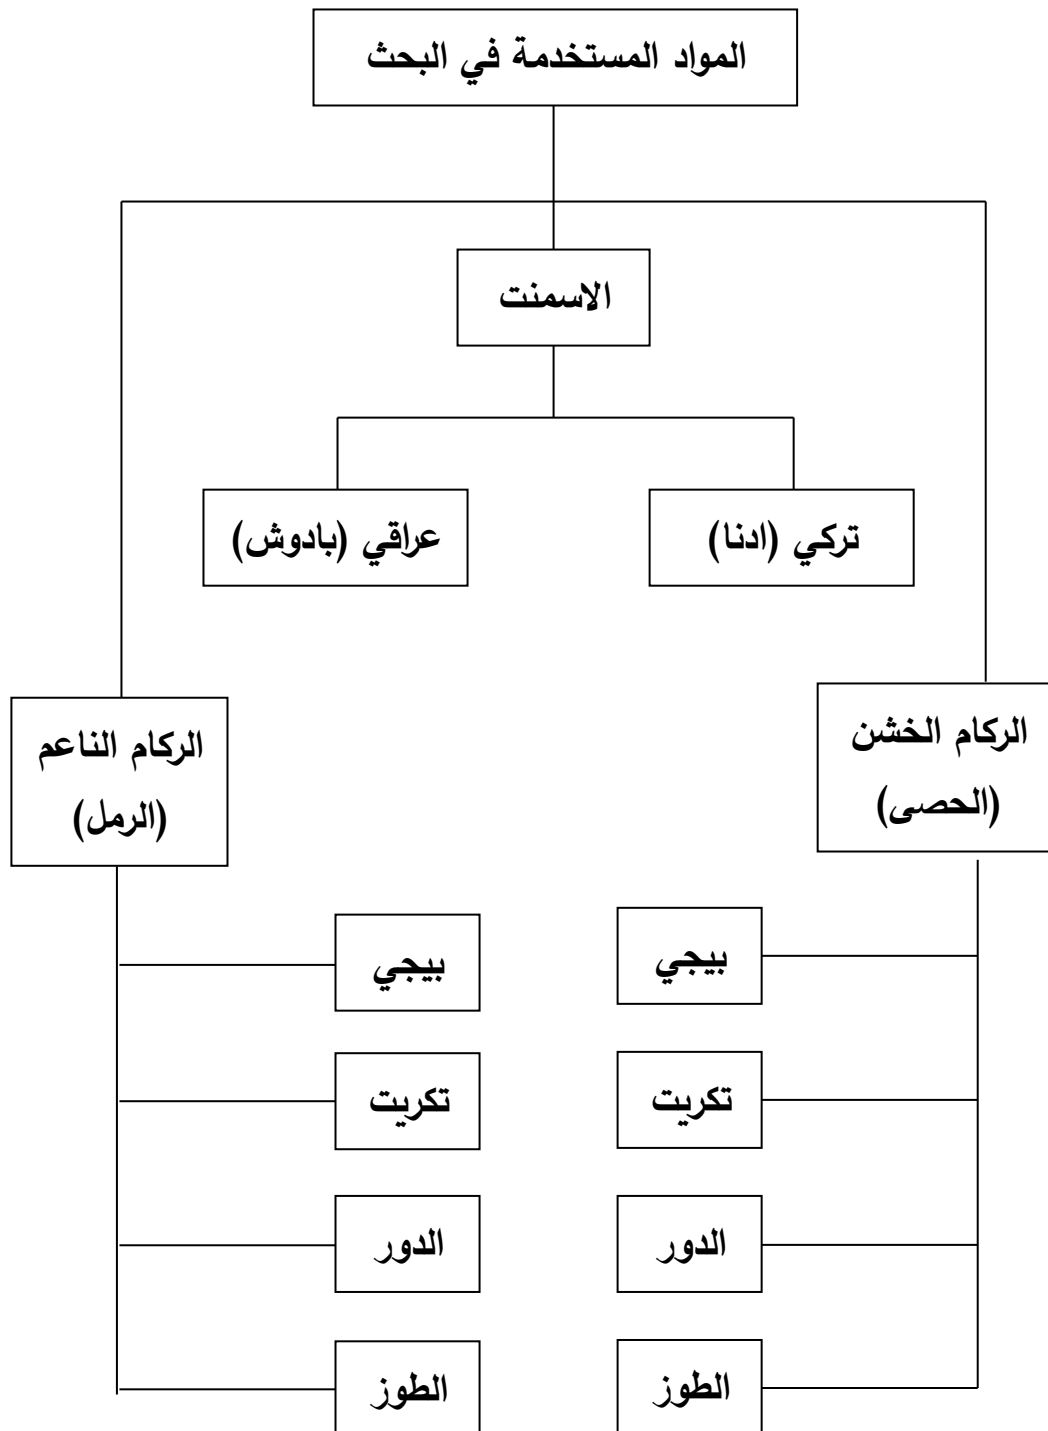 المواد المستخدمة في البحث
الاسمنت
تركي (ادنا)
عراقي (بادوش)
الركام الخشن
(الحصى)
الركام الناعم
(الرمل)
بيجي
بيجي
تكريت
تكريت
الدور
الدور
الطوز
الطوز